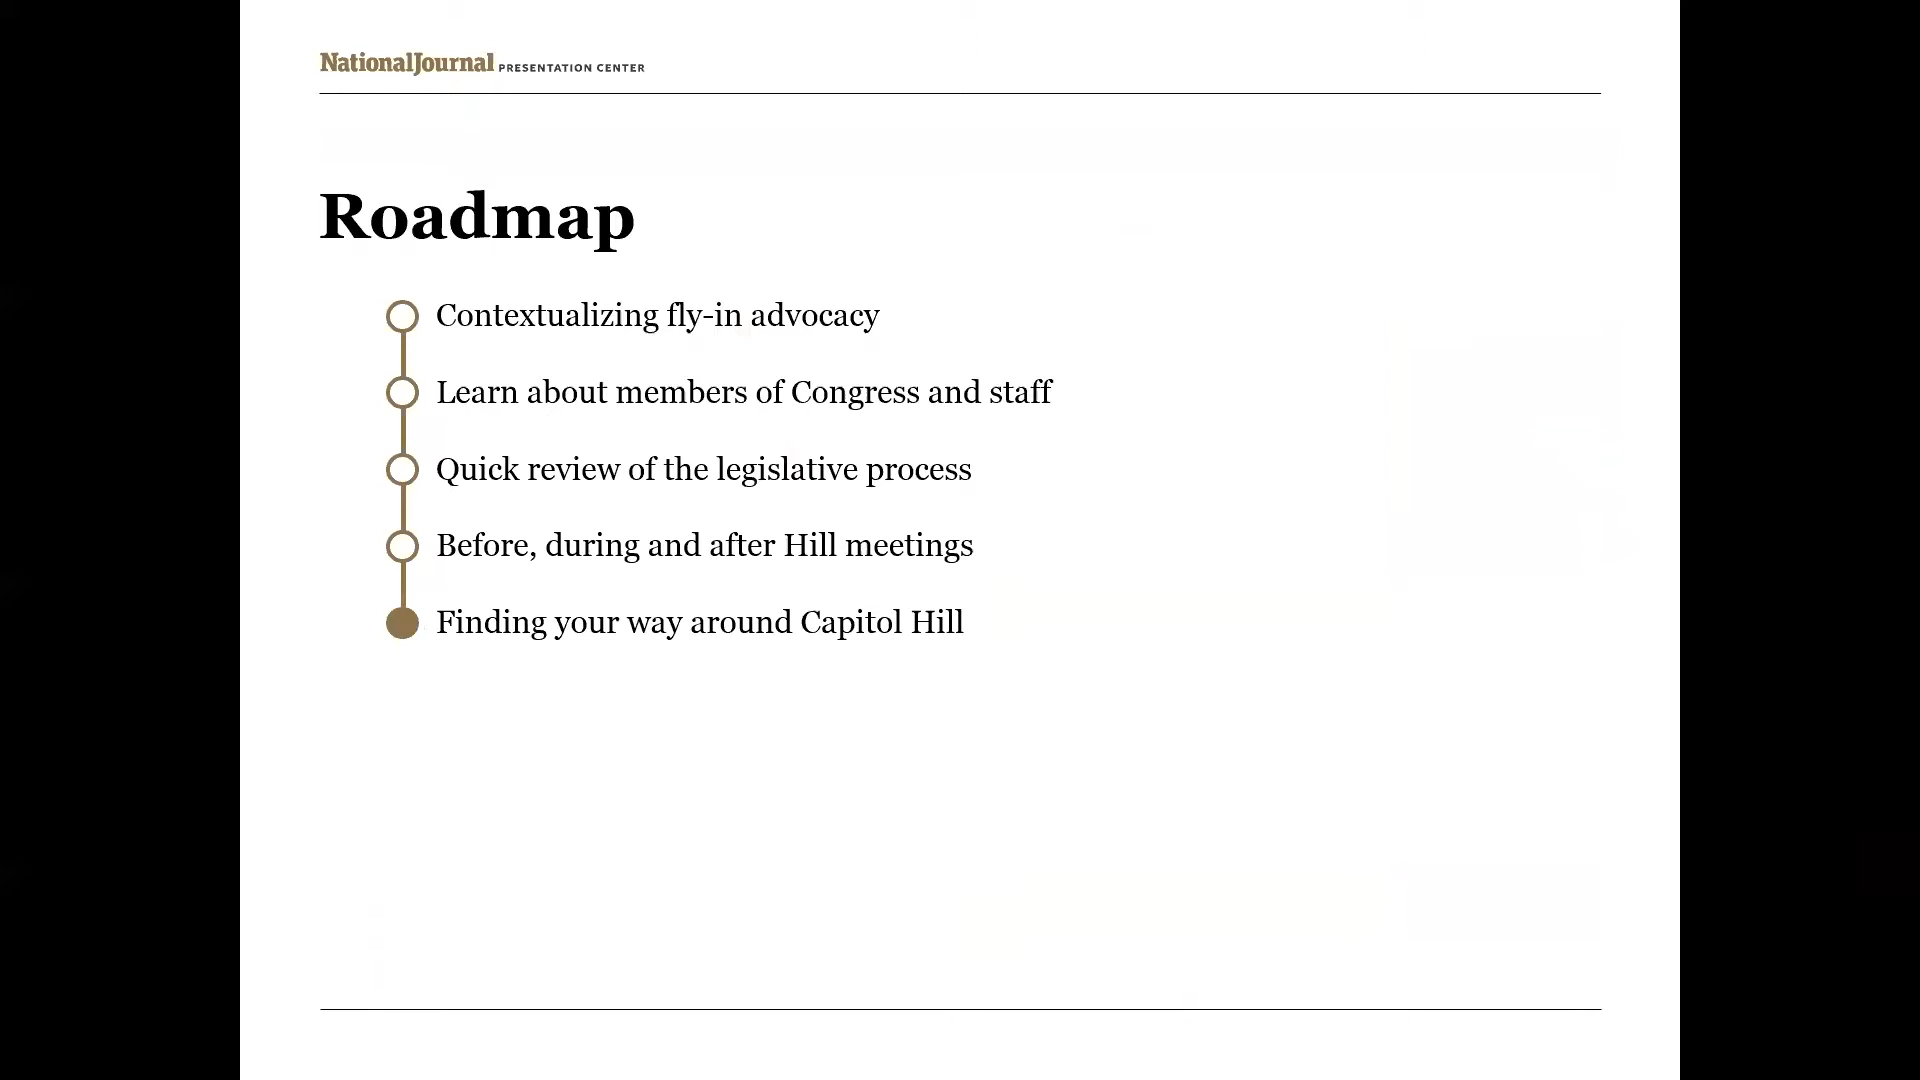 NationalJournal PRESENTATION CENTER
Roadmap
Contextualizing fly-in advocacy
Learn about members of Congress and staff
Quick review of the legislative process
Before, during and after Hill meetings
Finding your way around Capitol Hill